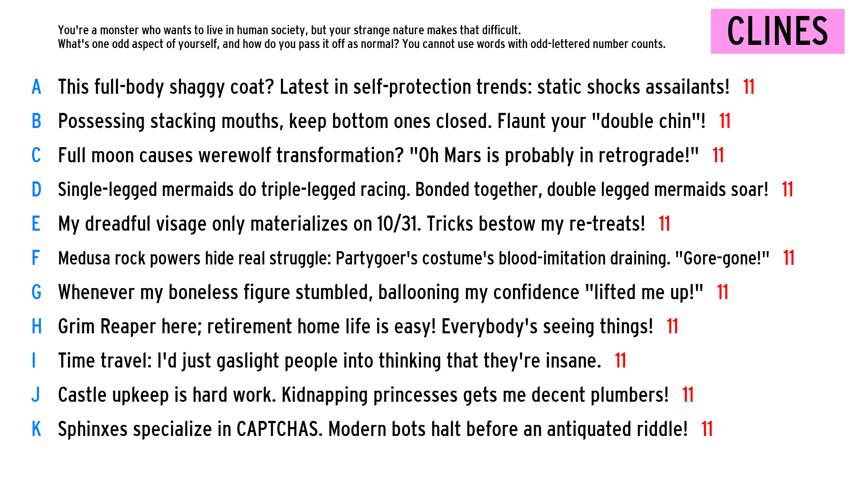 You're a monster who wants to live in human society, but your strange nature makes that difficult.
What's one odd aspect of yourself, and how do you pass it off as normal? You cannot use words with odd-lettered number counts.
CLINES
A This full-body shaggy coat? Latest in self-protection trends: static shocks assailants! 11
B Possessing stacking mouths, keep bottom ones closed. Flaunt your "double chin"! 11
C Full moon causes werewolf transformation? "Oh Mars is probably in retrograde!" 11
D Single-legged mermaids do triple-legged racing. Bonded together, double legged mermaids soar! 11
E My dreadful visage only materializes on 10/31. Tricks bestow my re-treats! 11
F Medusa rock powers hide real struggle: Partygoer's costume's blood-imitation draining. "Gore-gone!" 11
G Whenever my boneless figure stumbled, ballooning my confidence "lifted me up!" 11
H Grim Reaper here; retirement home life is easy! Everybody's seeing things! 11
I Time travel: I'd just gaslight people into thinking that they're insane. 11
J Castle upkeep is hard work. Kidnapping princesses gets me decent plumbers! 11
K Sphinxes specialize in CAPTCHAS. Modern bots halt before an antiquated riddle! 11